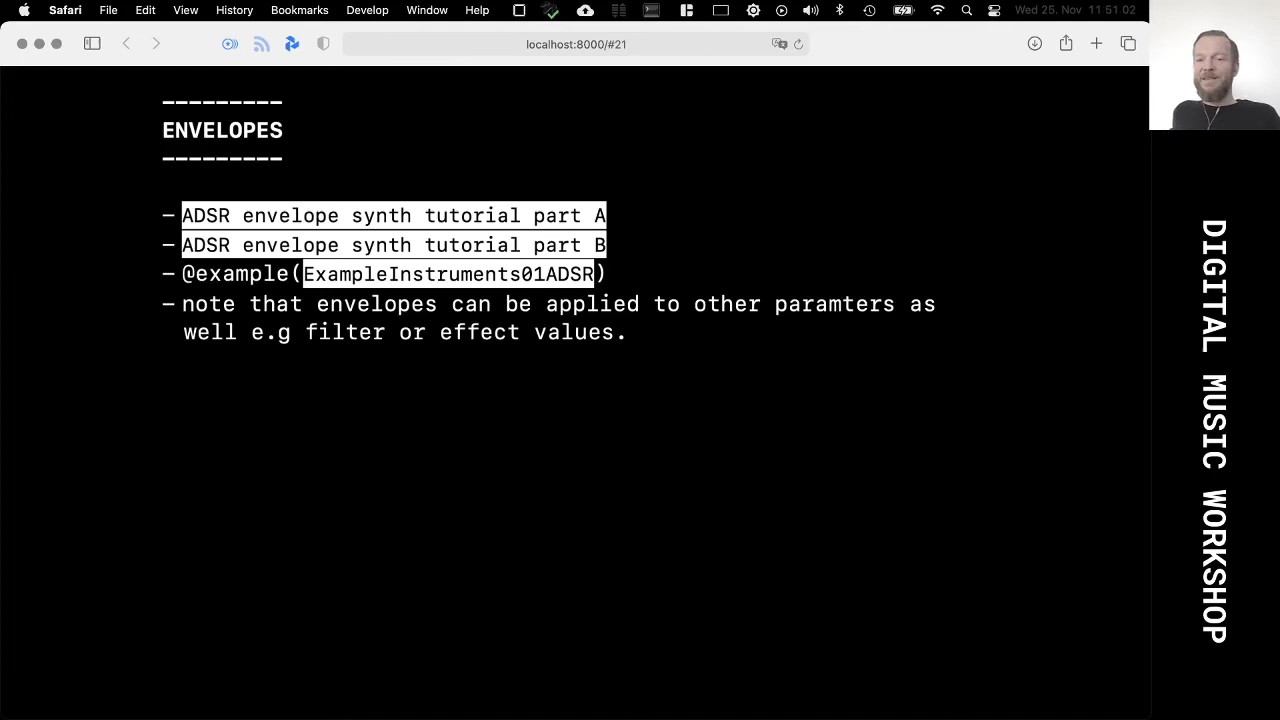 Safari File Edit View History Bookmarks Develop Window Help Wed 25. Nov 11 51 02
localhost:8000/#21
---------
ENVELOPES
---------
– ADSR envelope synth tutorial part A
– ADSR envelope synth tutorial part B
– @example(ExampleInstruments01ADSR)
– note that envelopes can be applied to other paramters as
well e.g filter or effect values.
DIGITAL MUSIC WORKSHOP